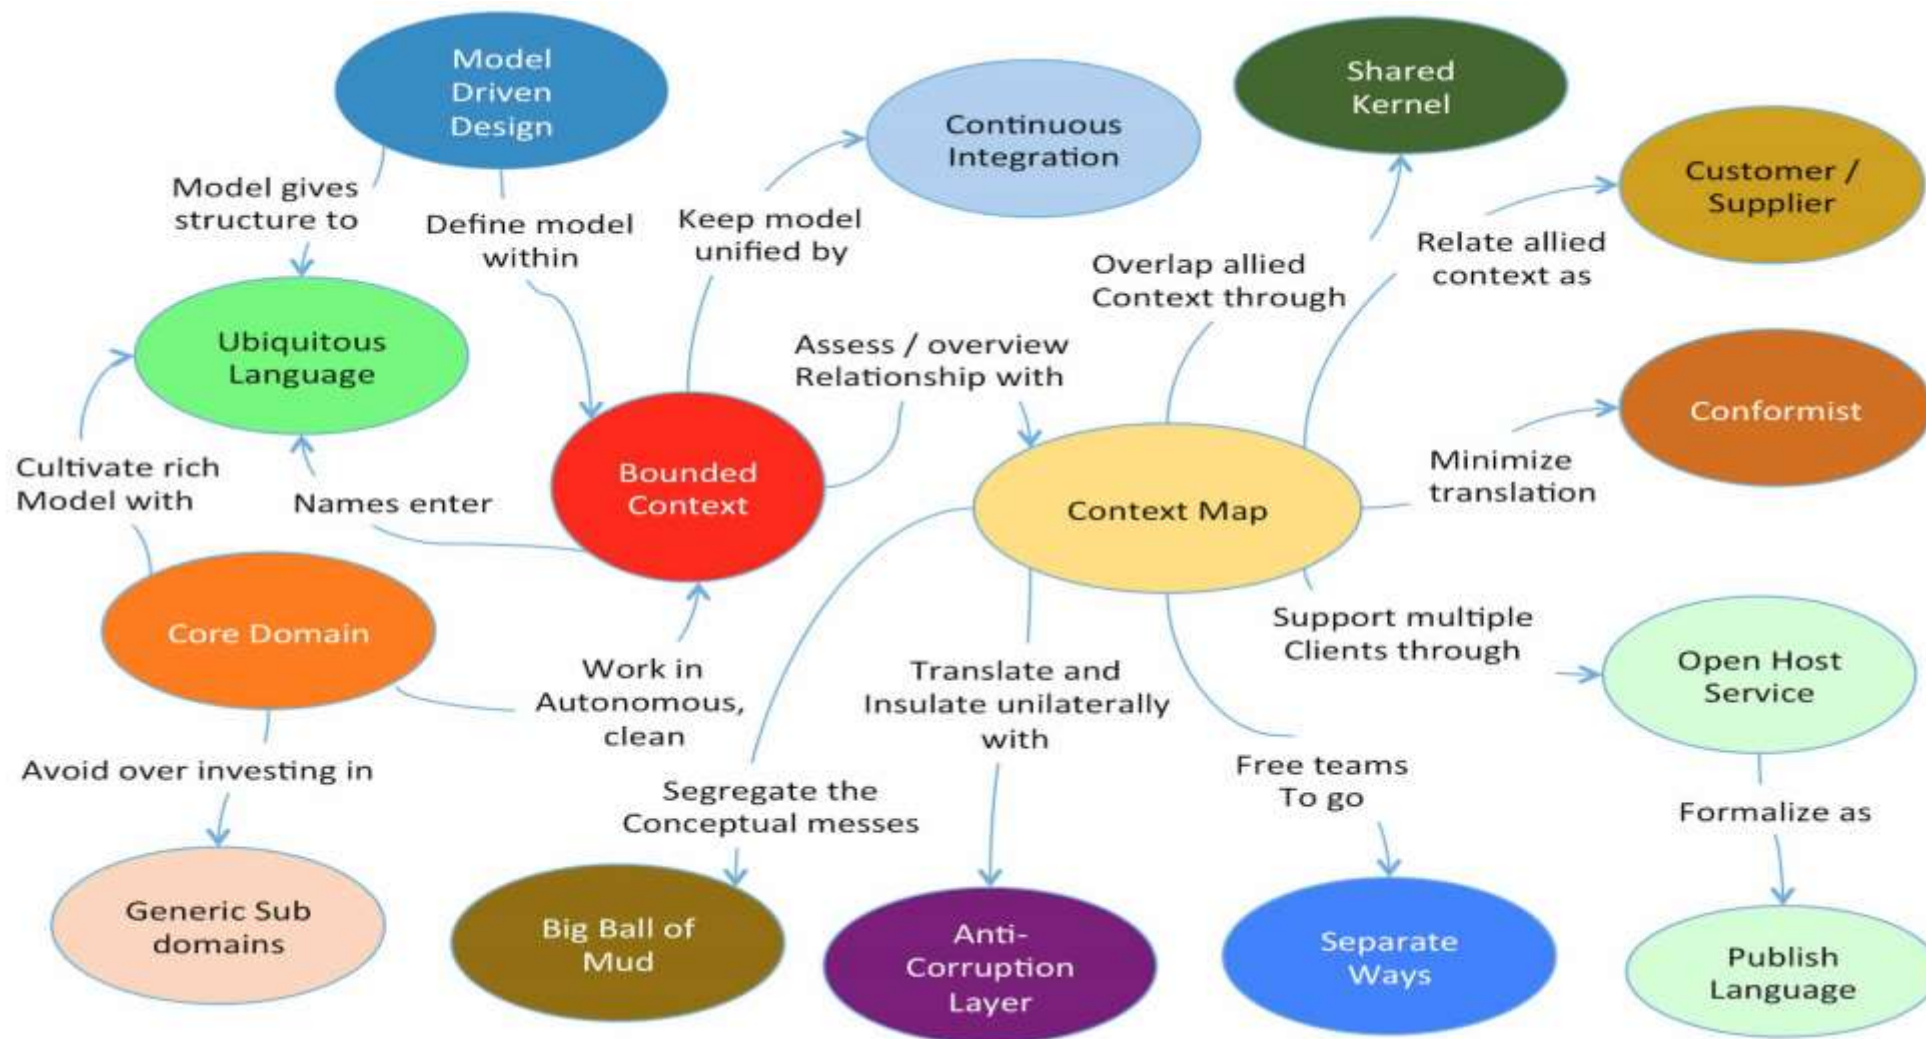 Model
Driven
Design
Shared
Kernel
Continuous
Integration
Customer /
Supplier
Model gives
structure to
Define model
within
Keep model
unified by
Relate allied
context as
Overlap allied
Context through
Ubiquitous
Language
Assess / overview
Relationship with
Conformist
Cultivate rich
Model with
Names enter
Bounded
Context
Context Map
Minimize
translation
Core Domain
Work in
Autonomous,
clean
Translate and
Insulate unilaterally
with
Support multiple
Clients through
Open Host
Service
Avoid over investing in
Segregate the
Conceptual messes
Free teams
To go
Formalize as
Generic Sub
domains
Big Ball of
Mud
Anti-
Corruption
Layer
Separate
Ways
Publish
Language